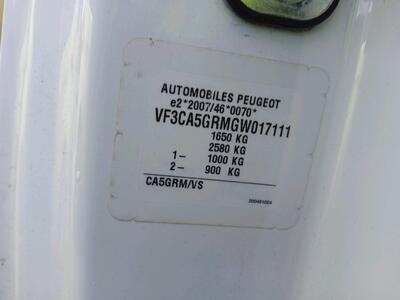 AUTOMOBILES PEUGEOT
e2*2007/46*0070*
VF3CA5GRMGW017111
1650 KG
2580 KG
1- 1000 KG
2- 900 KG
CA5GRM/VS